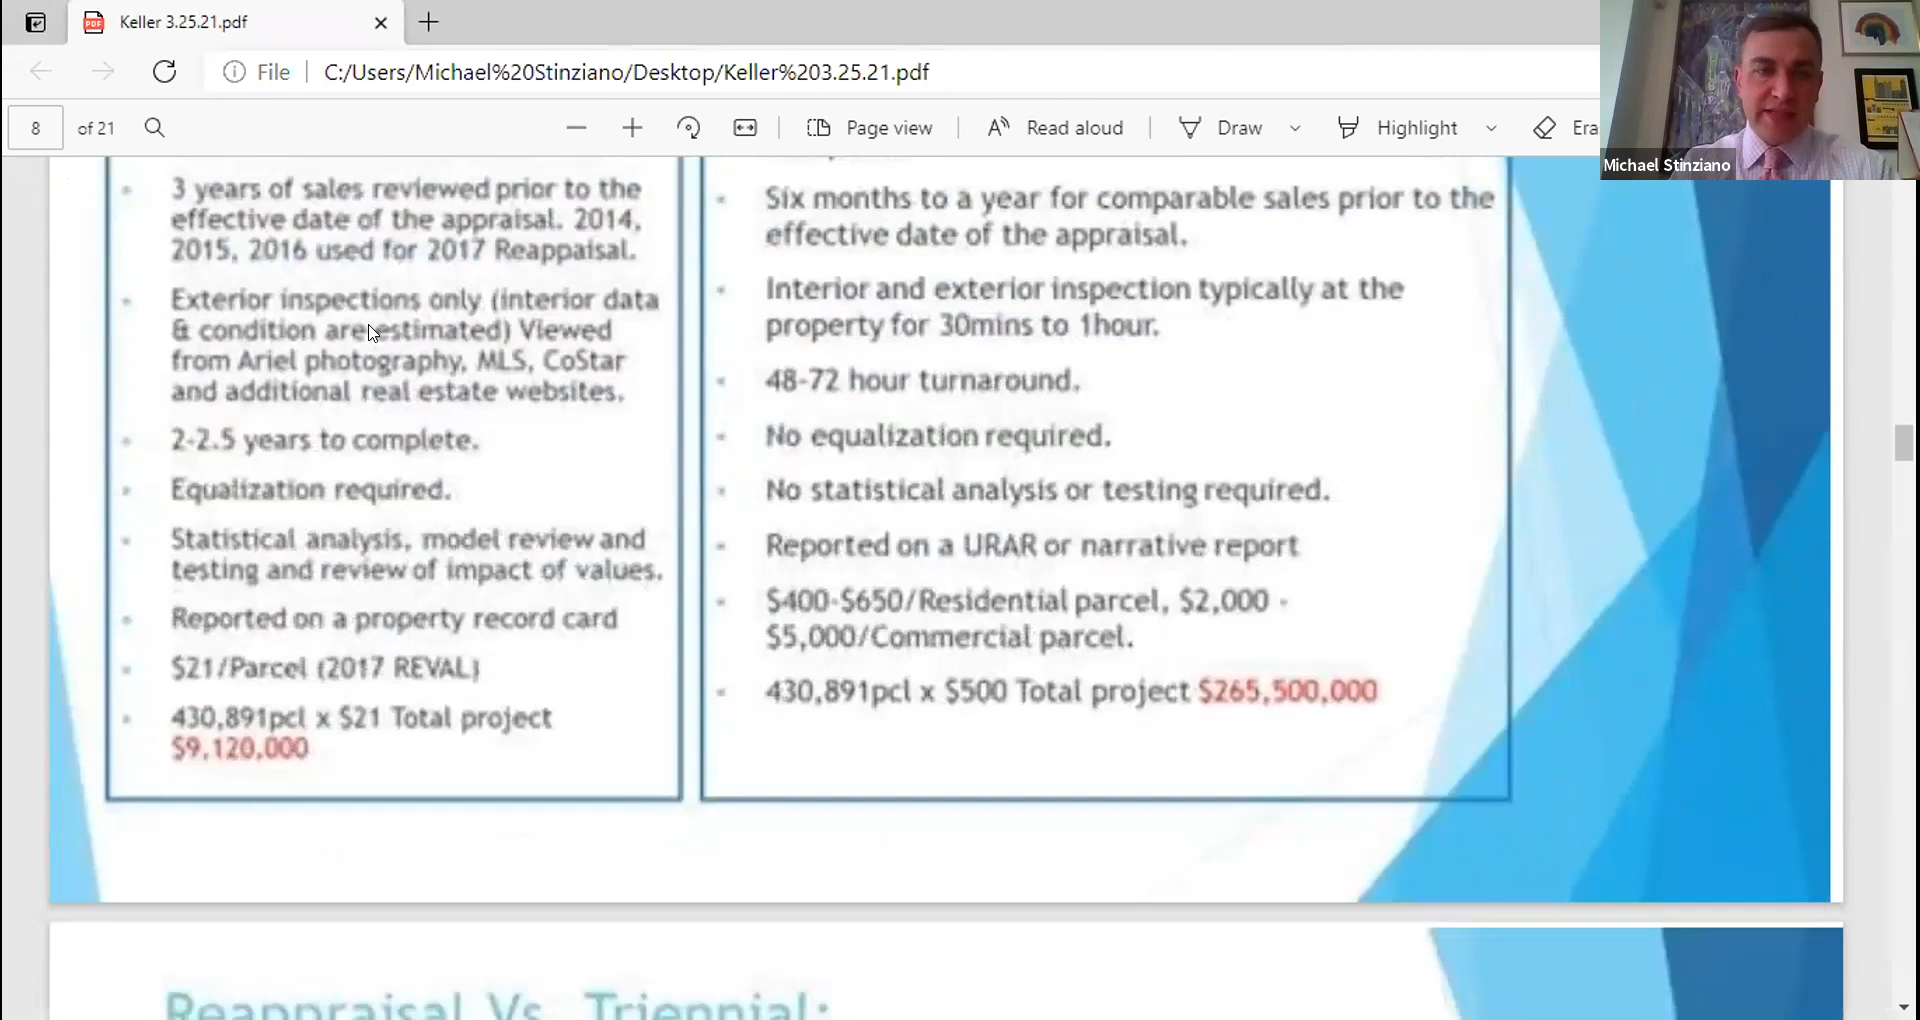 Keller 3.25.21.pdf
File
C:/Users/Michael%20Stinziano/Desktop/Keller%203.25.21.pdf
8 of 21
Page view
Read aloud
Draw
Highlight
Era
Michael Stinziano
3 years of sales reviewed prior to the
effective date of the appraisal. 2014,
2015, 2016 used for 2017 Reappaisal.
Exterior inspections only (interior data
& condition are estimated) Viewed
from Ariel photography, MLS, CoStar
and additional real estate websites.
2-2.5 years to complete.
Equalization required.
Statistical analysis, model review and
testing and review of impact of values.
Reported on a property record card
$21/Parcel (2017 REVAL)
430,891pcl x $21 Total project
$9,120,000
Six months to a year for comparable sales prior to the
effective date of the appraisal.
Interior and exterior inspection typically at the
property for 30mins to 1hour.
48-72 hour turnaround.
No equalization required.
No statistical analysis or testing required.
Reported on a URAR or narrative report
$400-$650/Residential parcel, $2,000 -
$5,000/Commercial parcel.
430,891pcl x $500 Total project $265,500,000
Reappraisal Vs. Triennial: